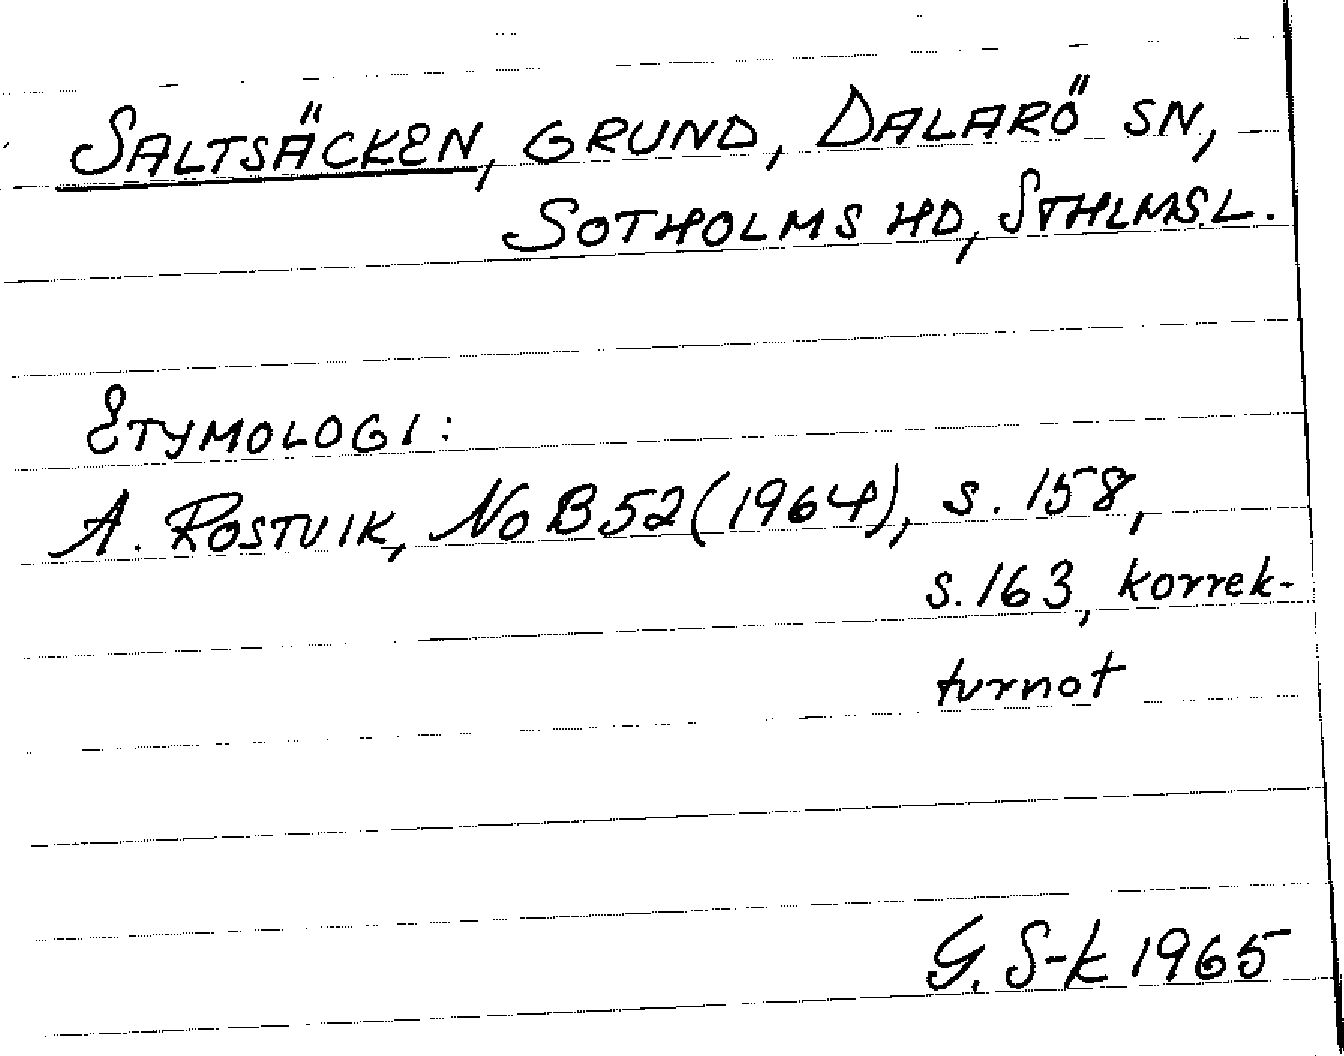 SALTSÄCKEN, GRUND, DALARÖ SN,
SOTHOLMS HD, STHLMS L.
ETYMOLOGI:
A. ROSTVIK, NoB 52 (1964), s. 158,
s. 163, korrek-
turnot
G. S-k 1965